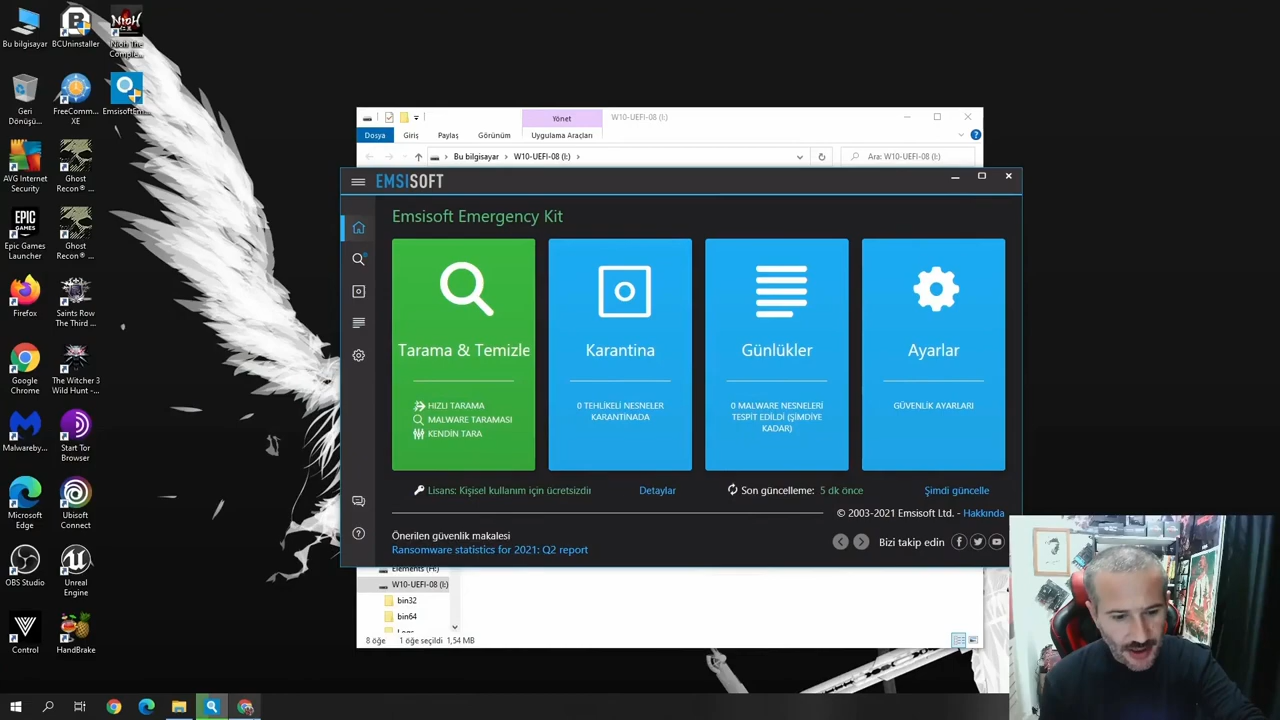 Bu bilgisayar
BCUninstaller
Nioh The
Comple...
Geri
Dönüşü...
FreeComm...
XE
EmsisoftEm...
AVG Internet
Security
Ghost
Recon® ...
Epic Games
Launcher
Ghost
Recon® ...
Firefox
Saints Row
The Third ...
Google
Chrome
The Witcher 3
Wild Hunt -...
Malwareby...
Start Tor
Browser
Microsoft
Edge
Ubisoft
Connect
OBS Studio
Unreal
Engine
Control
HandBrake
Yönet
W10-UEFI-08 (I:)
Dosya
Giriş
Paylaş
Görünüm
Uygulama Araçları
Bu bilgisayar > W10-UEFI-08 (I:) >
Ara: W10-UEFI-08 (I:)
EMSISOFT
Emsisoft Emergency Kit
Tarama & Temizle
HIZLI TARAMA
MALWARE TARAMASI
KENDİN TARA
Karantina
0 TEHLİKELİ NESNELER
KARANTİNADA
Günlükler
0 MALWARE NESNELERİ
TESPİT EDİLDİ (ŞİMDİYE
KADAR)
Ayarlar
GÜVENLİK AYARLARI
Lisans: Kişisel kullanım için ücretsizdir
Detaylar
Son güncelleme: 5 dk önce
Şimdi güncelle
© 2003-2021 Emsisoft Ltd. - Hakkında
Önerilen güvenlik makalesi
Ransomware statistics for 2021: Q2 report
Bizi takip edin
Elements (H:)
W10-UEFI-08 (I:)
bin32
bin64
Logs
8 öğe
1 öğe seçildi 1,54 MB